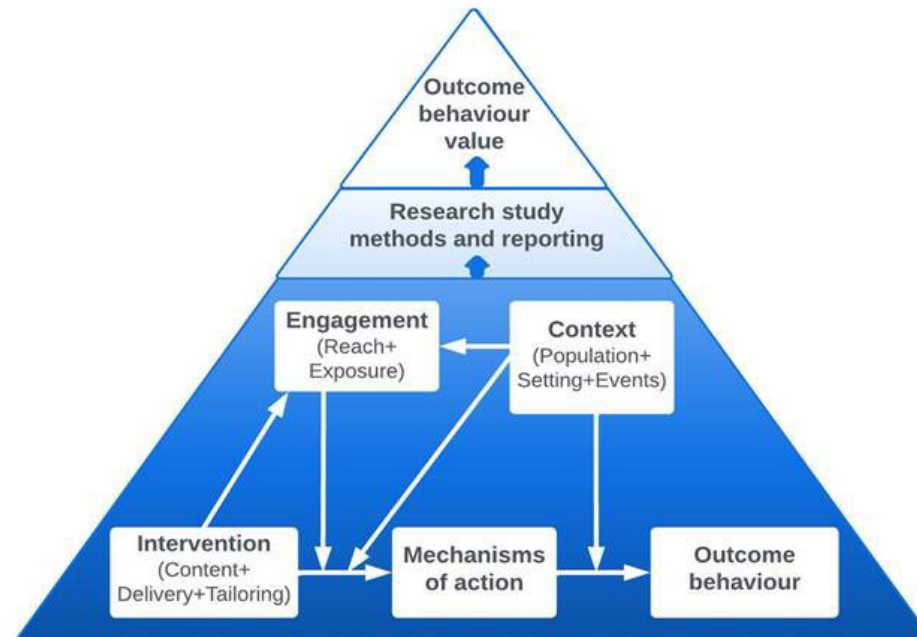 Outcome
behaviour
value
Research study
methods and reporting
Engagement
(Reach+
Exposure)
Context
(Population+
Setting+Events)
Intervention
(Content+
Delivery+Tailoring)
Mechanisms
of action
Outcome
behaviour